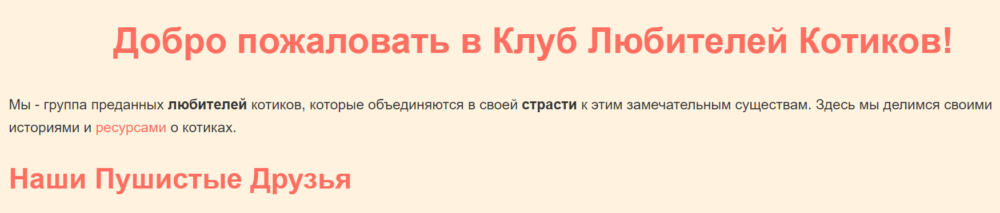 Добро пожаловать в Клуб Любителей Котиков!
Мы - группа преданных любителей котиков, которые объединяются в своей страсти к этим замечательным существам. Здесь мы делимся своими
историями и ресурсами о котиках.
Наши Пушистые Друзья